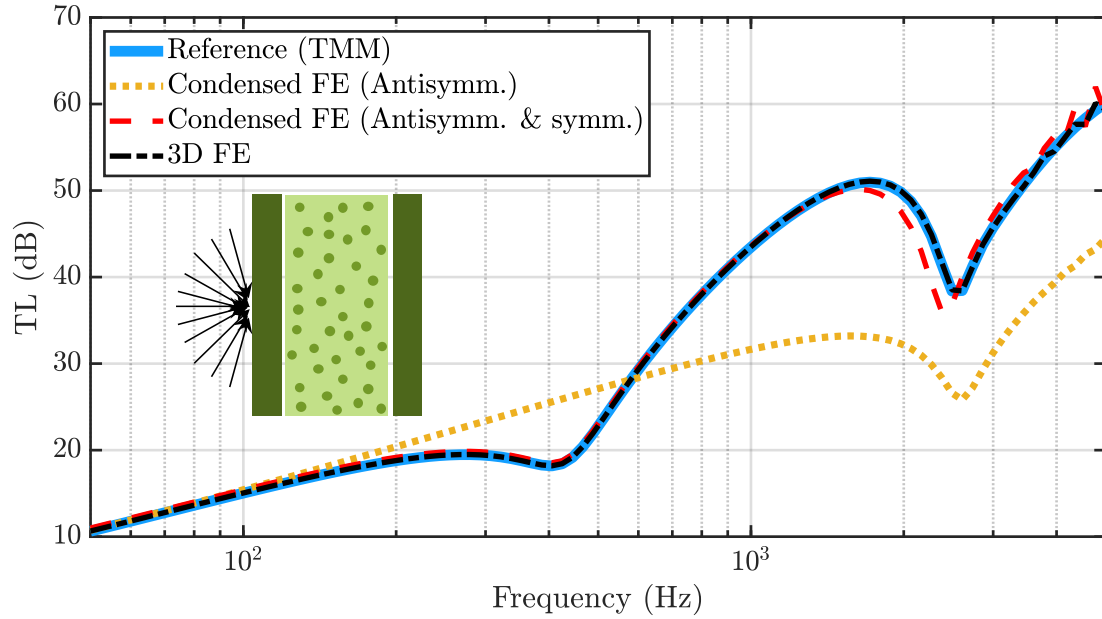 70
60
50
40
30
20
10
TL (dB)
Reference (TMM)
Condensed FE (Antisymm.)
Condensed FE (Antisymm. & symm.)
3D FE
10² 10³
Frequency (Hz)